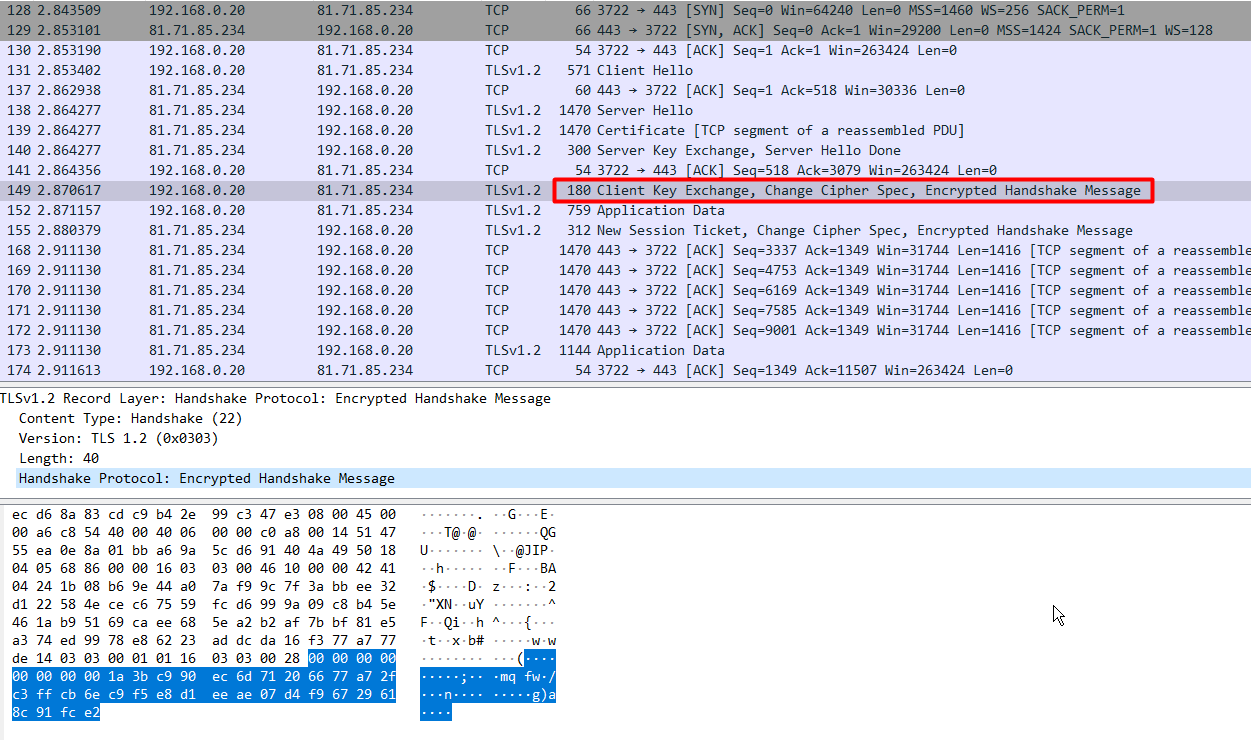 128 2.843509 192.168.0.20 81.71.85.234 TCP 66 3722 → 443 [SYN] Seq=0 Win=64240 Len=0 MSS=1460 WS=256 SACK_PERM=1
129 2.853101 81.71.85.234 192.168.0.20 TCP 66 443 → 3722 [SYN, ACK] Seq=0 Ack=1 Win=29200 Len=0 MSS=1424 SACK_PERM=1 WS=128
130 2.853190 192.168.0.20 81.71.85.234 TCP 54 3722 → 443 [ACK] Seq=1 Ack=1 Win=263424 Len=0
131 2.853402 192.168.0.20 81.71.85.234 TLSv1.2 571 Client Hello
137 2.862938 81.71.85.234 192.168.0.20 TCP 60 443 → 3722 [ACK] Seq=1 Ack=518 Win=30336 Len=0
138 2.864277 81.71.85.234 192.168.0.20 TLSv1.2 1470 Server Hello
139 2.864277 81.71.85.234 192.168.0.20 TLSv1.2 1470 Certificate [TCP segment of a reassembled PDU]
140 2.864277 81.71.85.234 192.168.0.20 TLSv1.2 300 Server Key Exchange, Server Hello Done
141 2.864356 192.168.0.20 81.71.85.234 TCP 54 3722 → 443 [ACK] Seq=518 Ack=3079 Win=263424 Len=0
149 2.870617 192.168.0.20 81.71.85.234 TLSv1.2 180 Client Key Exchange, Change Cipher Spec, Encrypted Handshake Message
152 2.871157 192.168.0.20 81.71.85.234 TLSv1.2 759 Application Data
155 2.880379 81.71.85.234 192.168.0.20 TLSv1.2 312 New Session Ticket, Change Cipher Spec, Encrypted Handshake Message
168 2.911130 81.71.85.234 192.168.0.20 TCP 1470 443 → 3722 [ACK] Seq=3337 Ack=1349 Win=31744 Len=1416 [TCP segment of a reassemble
169 2.911130 81.71.85.234 192.168.0.20 TCP 1470 443 → 3722 [ACK] Seq=4753 Ack=1349 Win=31744 Len=1416 [TCP segment of a reassemble
170 2.911130 81.71.85.234 192.168.0.20 TCP 1470 443 → 3722 [ACK] Seq=6169 Ack=1349 Win=31744 Len=1416 [TCP segment of a reassemble
171 2.911130 81.71.85.234 192.168.0.20 TCP 1470 443 → 3722 [ACK] Seq=7585 Ack=1349 Win=31744 Len=1416 [TCP segment of a reassemble
172 2.911130 81.71.85.234 192.168.0.20 TCP 1470 443 → 3722 [ACK] Seq=9001 Ack=1349 Win=31744 Len=1416 [TCP segment of a reassemble
173 2.911130 81.71.85.234 192.168.0.20 TLSv1.2 1144 Application Data
174 2.911613 192.168.0.20 81.71.85.234 TCP 54 3722 → 443 [ACK] Seq=1349 Ack=11507 Win=263424 Len=0
TLSv1.2 Record Layer: Handshake Protocol: Encrypted Handshake Message
Content Type: Handshake (22)
Version: TLS 1.2 (0x0303)
Length: 40
Handshake Protocol: Encrypted Handshake Message
ec d6 8a 83 cd c9 b4 2e 99 c3 47 e3 08 00 45 00 ·······. ··G···E·
00 a6 c8 54 40 00 40 06 00 00 c0 a8 00 14 51 47 ···T@·@· ······QG
55 ea 0e 8a 01 bb a6 9a 5c d6 91 40 4a 49 50 18 U······· \··@JIP·
04 05 68 86 00 00 16 03 03 00 46 10 00 00 42 41 ··h····· ··F···BA
04 24 1b 08 b6 9e 44 a0 7a f9 9c 7f 3a bb ee 32 ·$····D· z···:··2
d1 22 58 4e ce c6 75 59 fc d6 99 9a 09 c8 b4 5e ·"XN··uY ·······^
46 1a b9 51 69 ca ee 68 5e a2 b2 af 7b bf 81 e5 F··Qi··h ^···{···
a3 74 ed 99 78 e8 62 23 ad dc da 16 f3 77 a7 77 ·t··x·b# ·····w·w
de 14 03 03 00 01 01 16 03 03 00 28 00 00 00 00 ········ ···(····
00 00 00 00 1a 3b c9 90 ec 6d 71 20 66 77 a7 2f ·····;·· ·mq fw·/
c3 ff cb 6e c9 f5 e8 d1 ee ae 07 d4 f9 67 29 61 ···n···· ·····g)a
8c 91 fc e2 ····